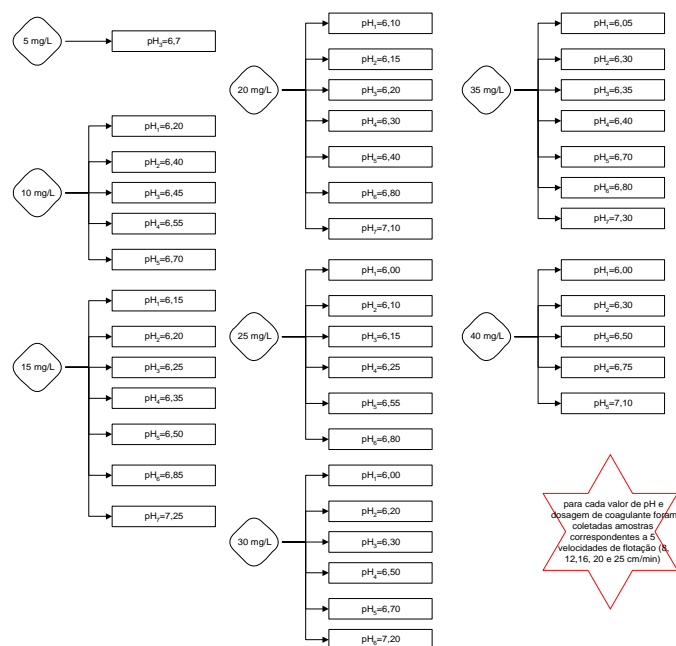 5 mg/L
pH3=6,7
10 mg/L
pH1=6,20
pH2=6,40
pH3=6,45
pH4=6,55
pH5=6,70
15 mg/L
pH1=6,15
pH2=6,20
pH3=6,25
pH4=6,35
pH5=6,50
pH6=6,85
pH7=7,25
20 mg/L
pH1=6,10
pH2=6,15
pH3=6,20
pH4=6,30
pH5=6,40
pH6=6,80
pH7=7,10
25 mg/L
pH1=6,00
pH2=6,10
pH3=6,15
pH4=6,25
pH5=6,55
pH6=6,80
30 mg/L
pH1=6,00
pH2=6,20
pH3=6,30
pH4=6,50
pH5=6,70
pH6=7,20
35 mg/L
pH1=6,05
pH2=6,30
pH3=6,35
pH4=6,40
pH5=6,70
pH6=6,80
pH7=7,30
40 mg/L
pH1=6,00
pH2=6,30
pH3=6,50
pH4=6,75
pH5=7,10
para cada valor de pH e
dosagem de coagulante foram
coletadas amostras
correspondentes a 5
velocidades de flotação (8,
12,16, 20 e 25 cm/min)